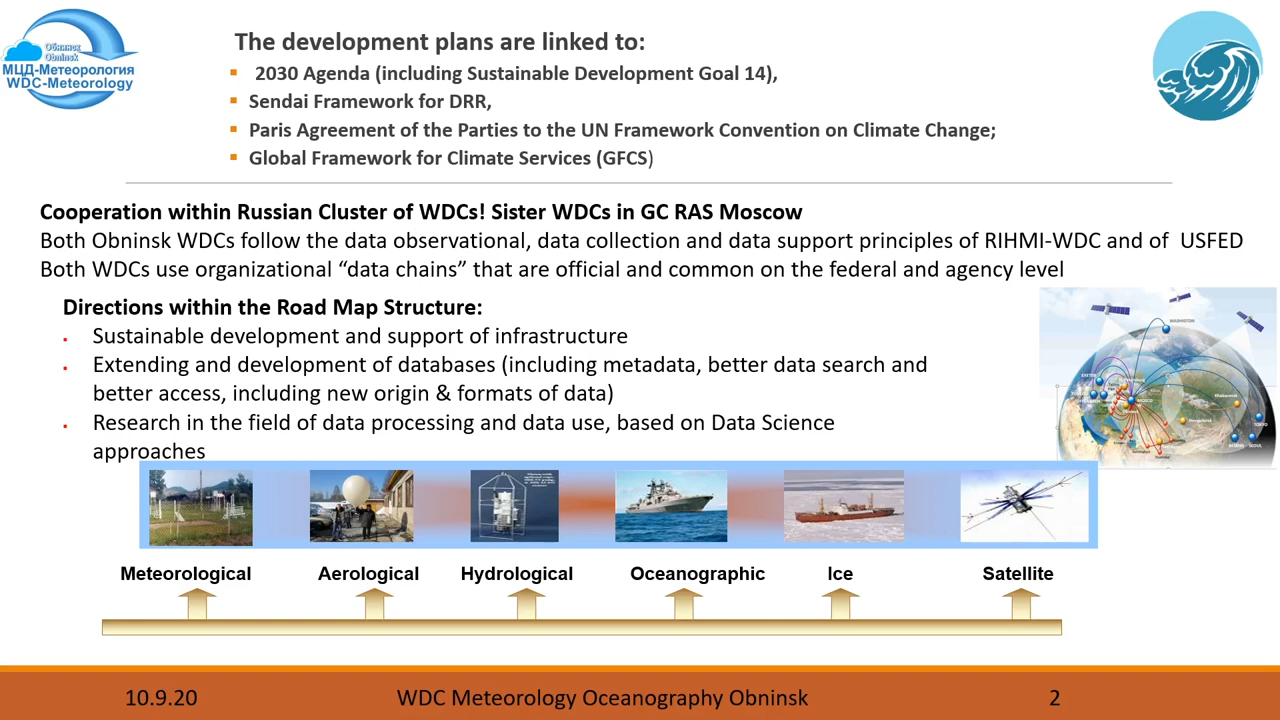 Обнинск
Obninsk
МЦД-Метеорология
WDC-Meteorology
The development plans are linked to:
2030 Agenda (including Sustainable Development Goal 14),
Sendai Framework for DRR,
Paris Agreement of the Parties to the UN Framework Convention on Climate Change;
Global Framework for Climate Services (GFCS)
Cooperation within Russian Cluster of WDCs! Sister WDCs in GC RAS Moscow
Both Obninsk WDCs follow the data observational, data collection and data support principles of RIHMI-WDC and of USFED
Both WDCs use organizational “data chains” that are official and common on the federal and agency level
Directions within the Road Map Structure:
Sustainable development and support of infrastructure
Extending and development of databases (including metadata, better data search and
better access, including new origin & formats of data)
Research in the field of data processing and data use, based on Data Science
approaches
WASHINGTON
EXETER
MOSCOW
Khabarovsk
TOKYO
SEOUL
Meteorological Aerological Hydrological Oceanographic Ice Satellite
10.9.20 WDC Meteorology Oceanography Obninsk 2